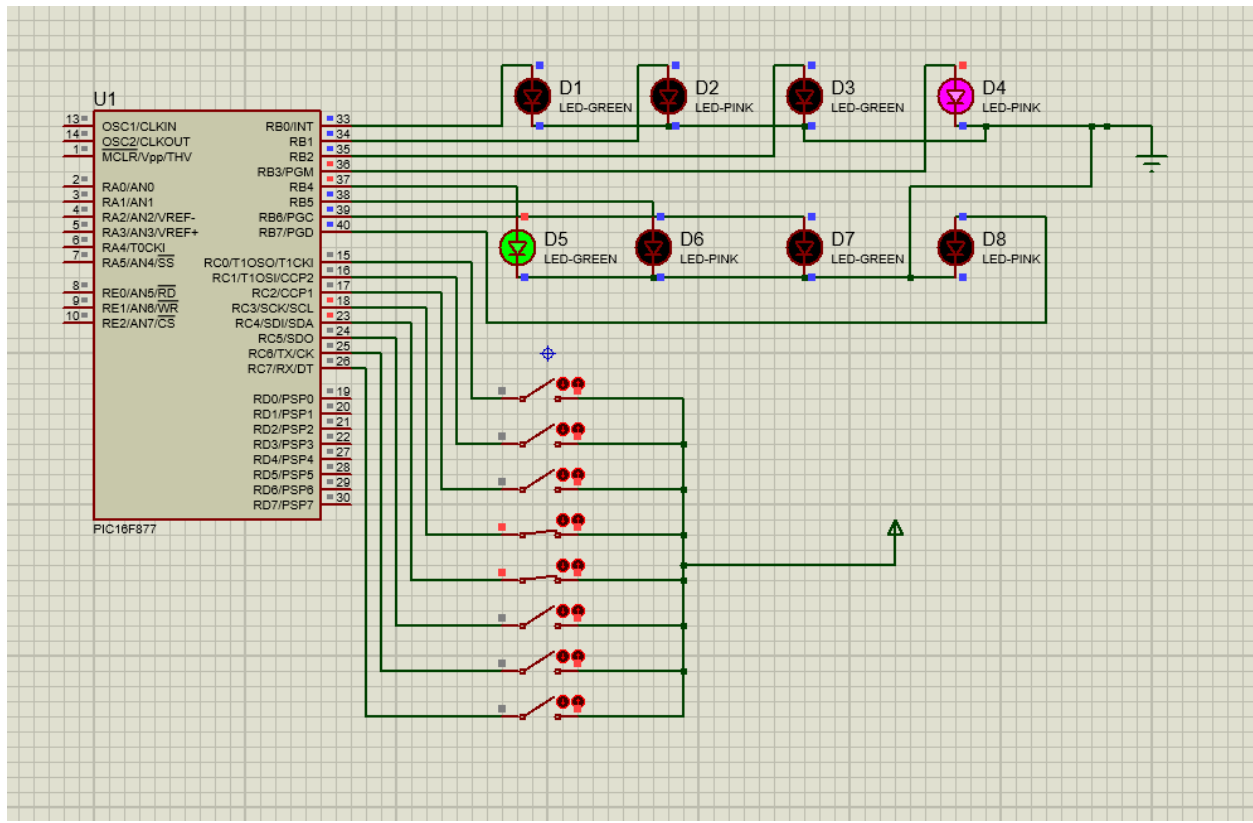 U1
13 OSC1/CLKIN RB0/INT 33
14 OSC2/CLKOUT RB1 34
1 MCLR/Vpp/THV RB2 35
RB3/PGM 36
2 RA0/AN0 RB4 37
3 RA1/AN1 RB5 38
4 RA2/AN2/VREF- RB6/PGC 39
5 RA3/AN3/VREF+ RB7/PGD 40
6 RA4/T0CKI
7 RA5/AN4/SS RC0/T1OSO/T1CKI 15
RC1/T1OSI/CCP2 16
8 RE0/AN5/RD RC2/CCP1 17
9 RE1/AN6/WR RC3/SCK/SCL 18
10 RE2/AN7/CS RC4/SDI/SDA 23
RC5/SDO 24
RC6/TX/CK 25
RC7/RX/DT 26
RD0/PSP0 19
RD1/PSP1 20
RD2/PSP2 21
RD3/PSP3 22
RD4/PSP4 27
RD5/PSP5 28
RD6/PSP6 29
RD7/PSP7 30
PIC16F877
D1
LED-GREEN
D2
LED-PINK
D3
LED-GREEN
D4
LED-PINK
D5
LED-GREEN
D6
LED-PINK
D7
LED-GREEN
D8
LED-PINK